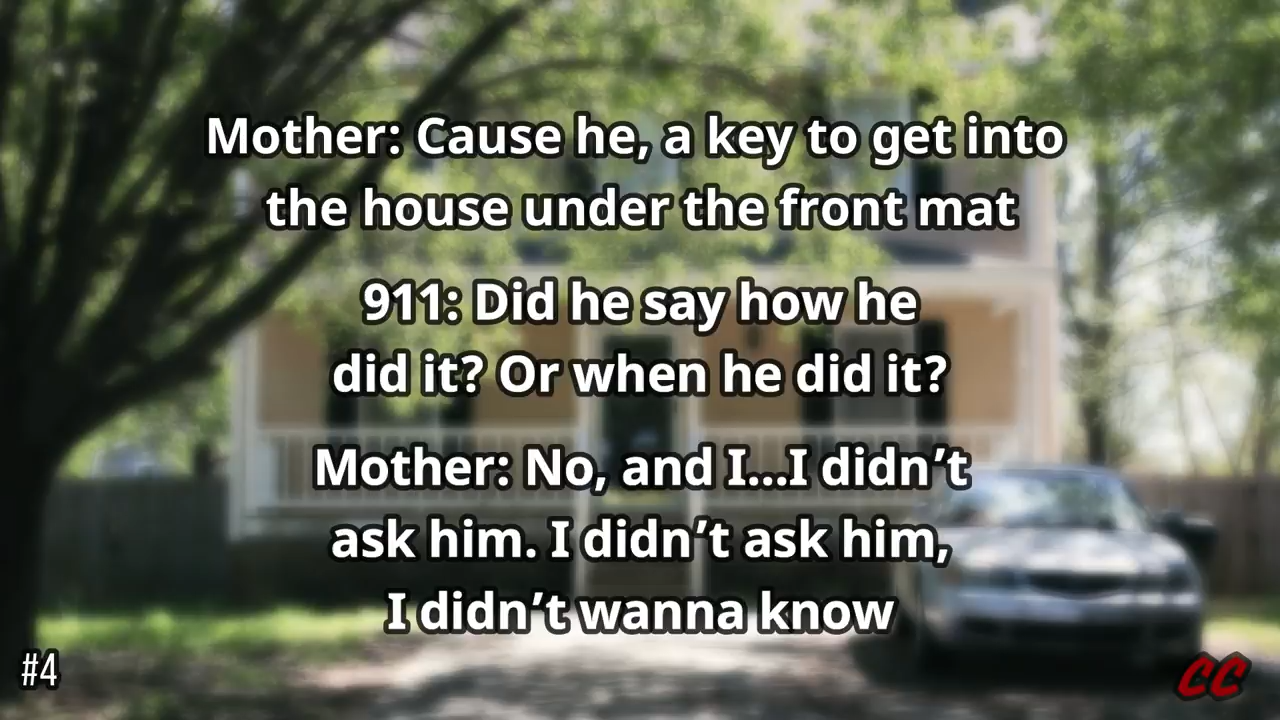 Mother: Cause he, a key to get into
the house under the front mat
911: Did he say how he
did it? Or when he did it?
Mother: No, and I...I didn’t
ask him. I didn’t ask him,
I didn’t wanna know
#4
CC